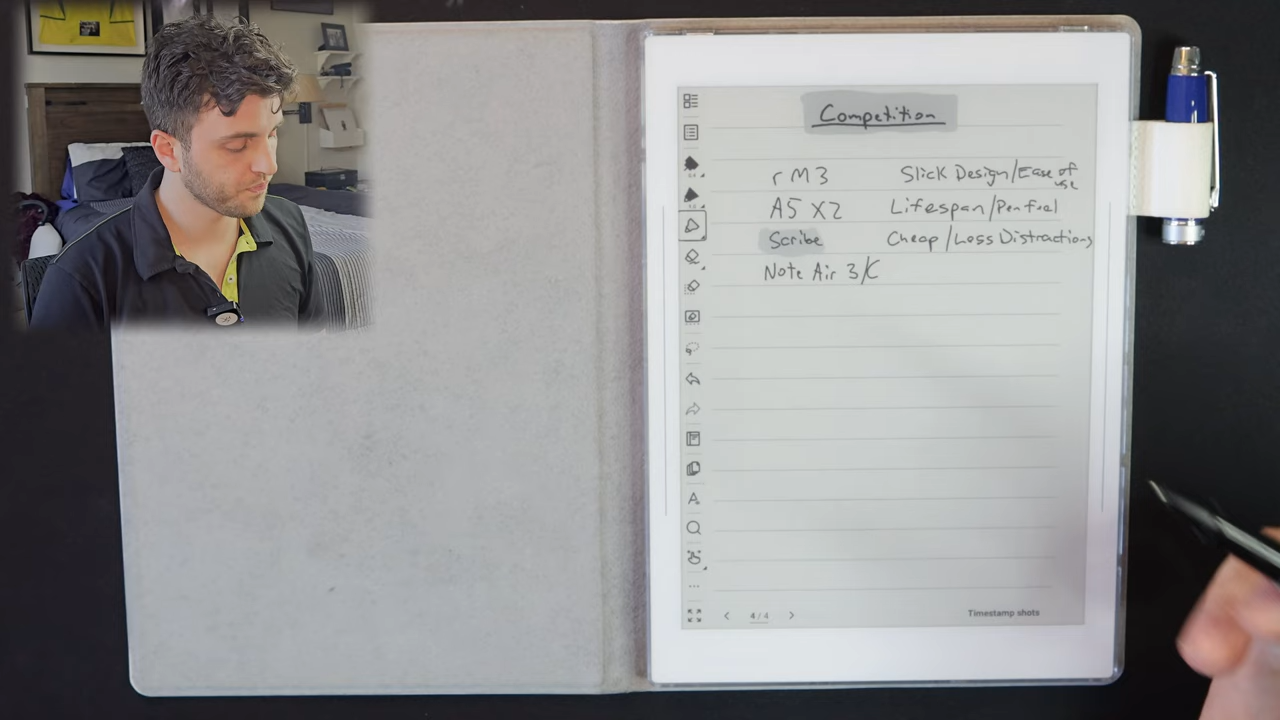 Competition
rM3 Slick Design/Ease of use
A5 X2 Lifespan/Pen feel
Scribe Cheap/Less Distractions
Note Air 3/C
4/4
Timestamp shots